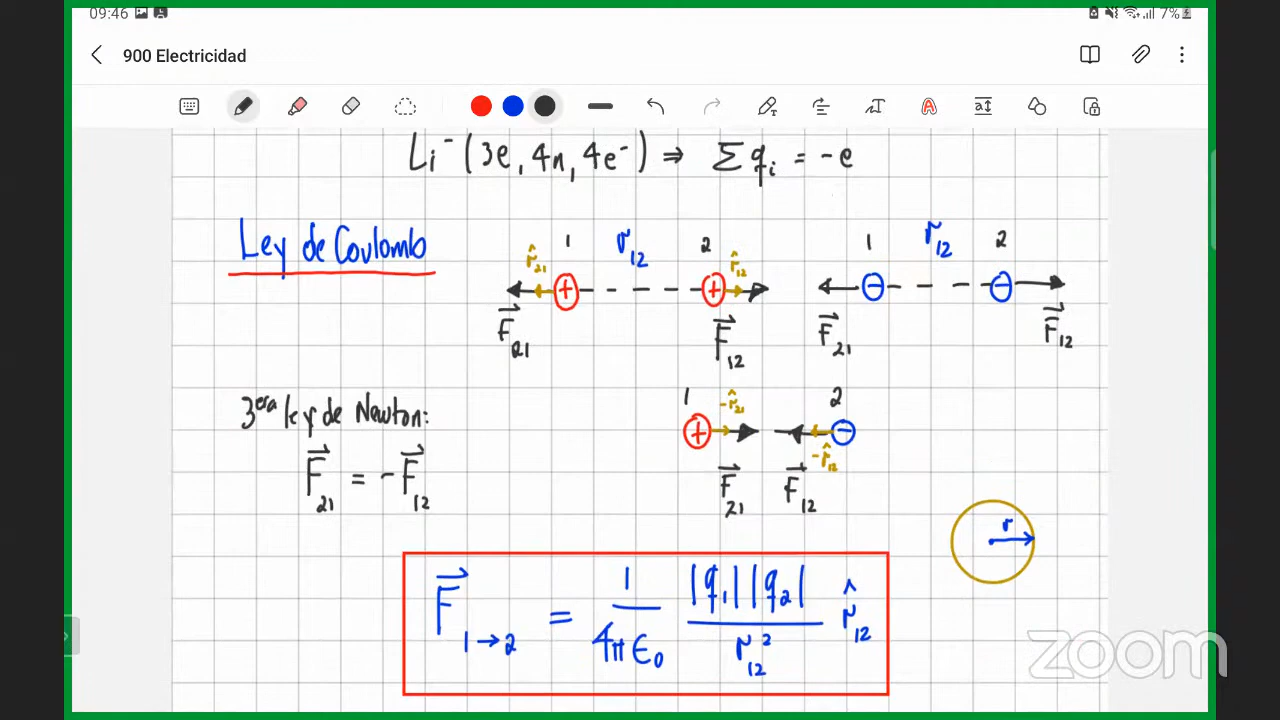 09:46
7%
900 Electricidad
Li⁻ (3e, 4n, 4e⁻) ⇒ Σ qᵢ = -e
Ley de Coulomb
1 r₁₂ 2
r̂₂₁ r̂₁₂
+ +
F⃗₂₁ F⃗₁₂
1 r₁₂ 2
− −
F⃗₂₁ F⃗₁₂
3era ley de Newton:
F⃗₂₁ = -F⃗₁₂
1 2
-r̂₂₁
+ −
-r̂₁₂
F⃗₂₁ F⃗₁₂
r
F⃗₁→₂ = 1/(4πϵ₀) |q₁||q₂|/r₁₂² r̂₁₂
zoom